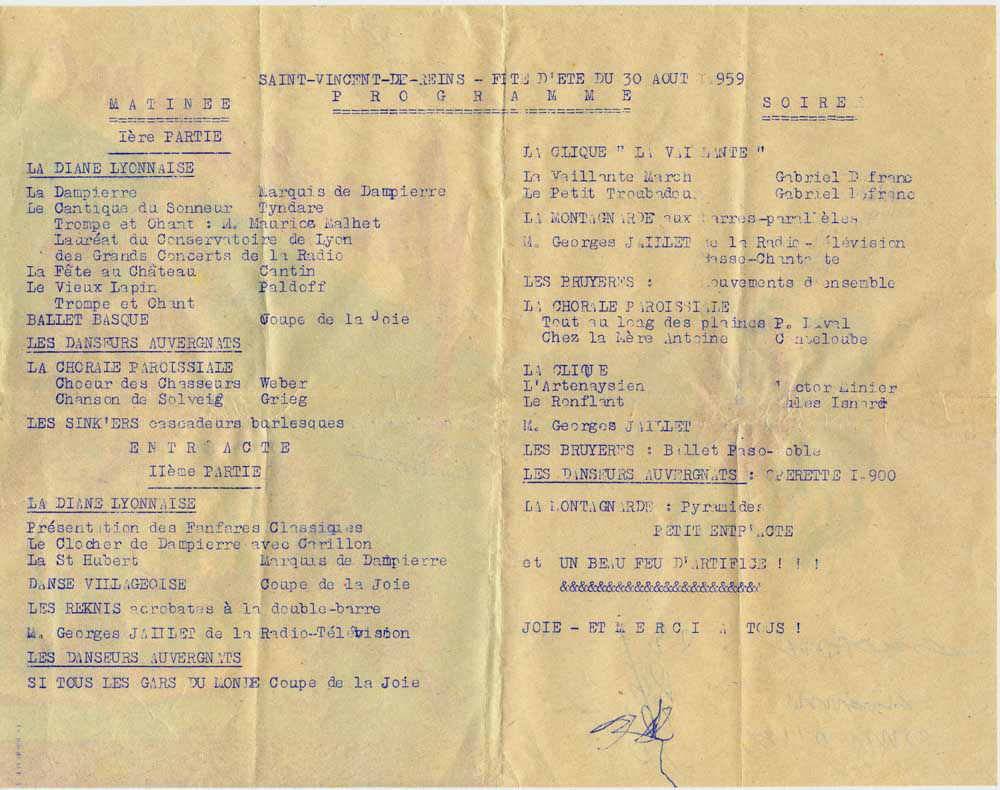 SAINT-VINCENT-DE-REINS - FETE D'ETE DU 30 AOUT 1959
P R O G R A M M E
M A T I N E E
Ière PARTIE
LA DIANE LYONNAISE
La Dampierre Marquis de Dampierre
Le Cantique du Sonneur Tyndare
Trompe et Chant : M. Maurice Malhet
Lauréat du Conservatoire de Lyon
des Grands Concerts de la Radio
La Fête au Château Cantin
Le Vieux Lapin Paldoff
Trompe et Chant
BALLET BASQUE Coupe de la Joie
LES DANSEURS AUVERGNATS
LA CHORALE PAROISSIALE
Choeur des Chasseurs Weber
Chanson de Solveig Grieg
LES SINK'ERS cascadeurs burlesques
E N T R A C T E
IIème PARTIE
LA DIANE LYONNAISE
Présentation des Fanfares Classiques
Le Clocher de Dampierre avec Carillon
La St Hubert Marquis de Dampierre
DANSE VILLAGEOISE Coupe de la Joie
LES REKNIS acrobates à la double-barre
M. Georges JAILLET de la Radio-Télévision
LES DANSEURS AUVERGNATS
SI TOUS LES GARS DU MONDE Coupe de la Joie
S O I R E E
LA CLIQUE " LA VAILLANTE "
La Vaillante March Gabriel Defranc
Le Petit Troubadou Gabriel Defranc
LA MONTAGNARDE aux barres-parallèles
M. Georges JAILLET de la Radio-Télévision
Basse-Chantante
LES BRUYERES : mouvements d'ensemble
LA CHORALE PAROISSIALE
Tout au long des plaines P. Laval
Chez la Mère Antoine Canteloube
LA CLIQUE
L'Artenaysien Victor Minier
Le Ronflant Jules Isnard
M. Georges JAILLET
LES BRUYERES : Ballet Paso-doble
LES DANSEURS AUVERGNATS : OPERETTE I-900
LA MONTAGNARDE : Pyramides
PETIT ENTR'ACTE
et UN BEAU FEU D'ARTIFICE ! ! !
&&&&&&&&&&&&&&&&&&&&&&&
JOIE - ET M E R C I A TOUS !